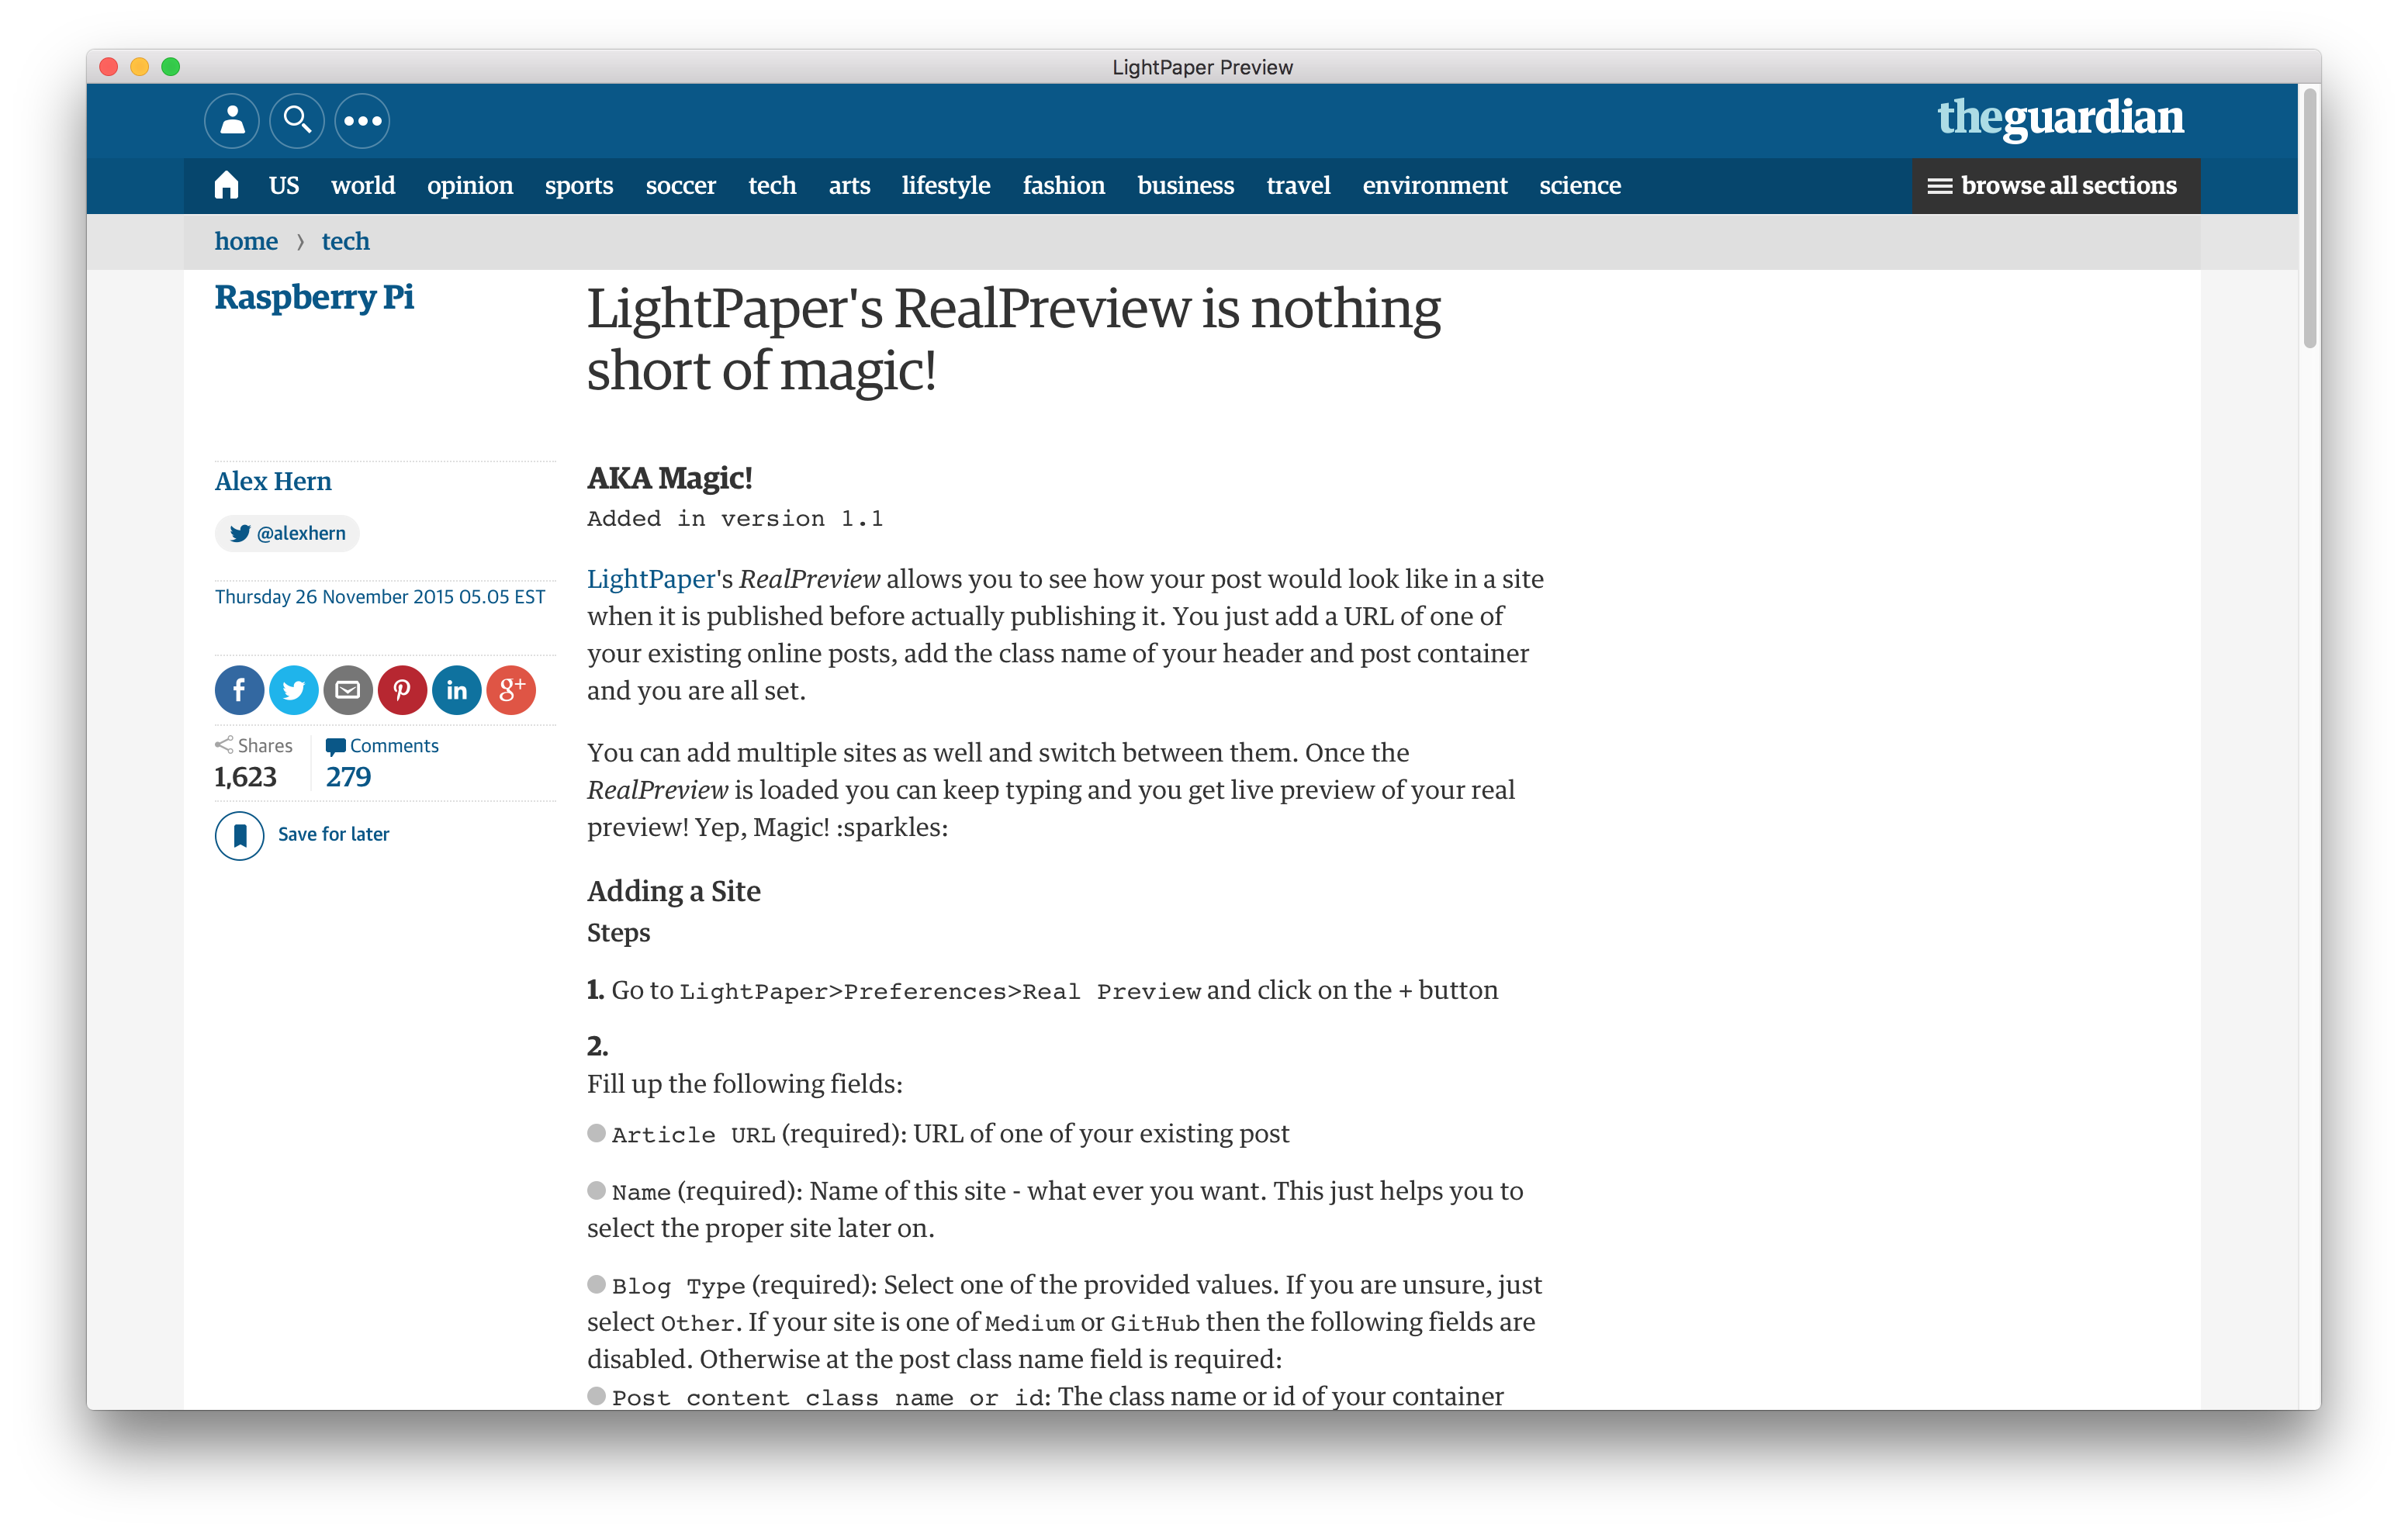 LightPaper Preview
theguardian
US world opinion sports soccer tech arts lifestyle fashion business travel environment science browse all sections
home › tech
Raspberry Pi
LightPaper's RealPreview is nothing
short of magic!
Alex Hern
@alexhern
Thursday 26 November 2015 05.05 EST
f in g+
Shares Comments
1,623 279
Save for later
AKA Magic!
Added in version 1.1
LightPaper's RealPreview allows you to see how your post would look like in a site
when it is published before actually publishing it. You just add a URL of one of
your existing online posts, add the class name of your header and post container
and you are all set.
You can add multiple sites as well and switch between them. Once the
RealPreview is loaded you can keep typing and you get live preview of your real
preview! Yep, Magic! :sparkles:
Adding a Site
Steps
1. Go to LightPaper>Preferences>Real Preview and click on the + button
2.
Fill up the following fields:
Article URL (required): URL of one of your existing post
Name (required): Name of this site - what ever you want. This just helps you to
select the proper site later on.
Blog Type (required): Select one of the provided values. If you are unsure, just
select Other. If your site is one of Medium or GitHub then the following fields are
disabled. Otherwise at the post class name field is required:
Post content class name or id: The class name or id of your container